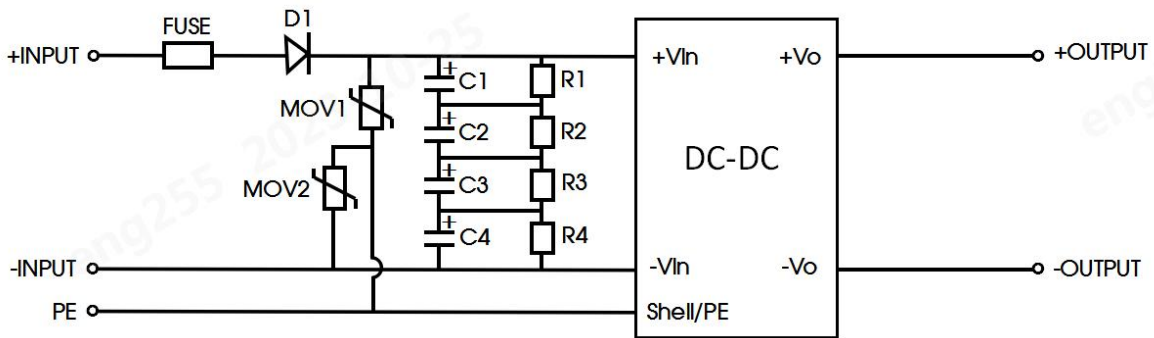 FUSE
D1
+INPUT
+VIn
+Vo
+OUTPUT
+
C1
R1
MOV1
+
C2
R2
DC-DC
+
C3
R3
MOV2
+
C4
R4
-INPUT
-VIn
-Vo
-OUTPUT
PE
Shell/PE
eng255